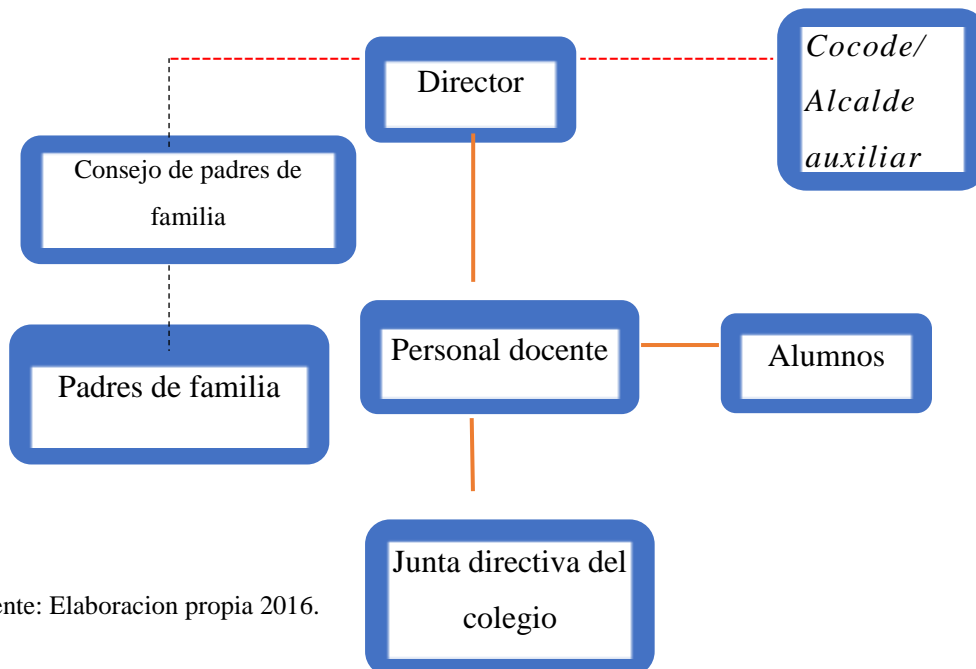 Director
Cocode/
Alcalde
auxiliar
Consejo de padres de
familia
Personal docente
Alumnos
Padres de familia
Junta directiva del
colegio
ente: Elaboracion propia 2016.